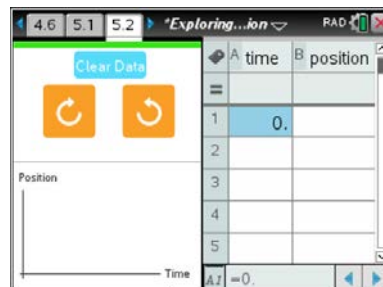 4.6 5.1 5.2 *Exploring...ion RAD
Clear Data
Position
Time
A time B position
=
1 0.
2
3
4
5
A1 =0.